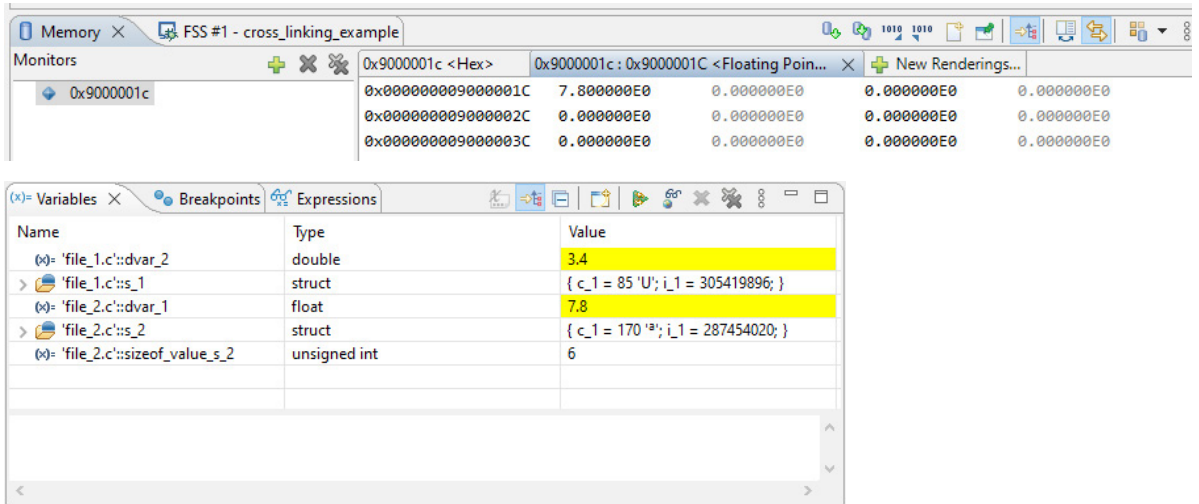 Memory FSS #1 - cross_linking_example
Monitors
0x9000001c <Hex> 0x9000001c : 0x9000001C <Floating Poin... New Renderings...
0x9000001c
0x000000009000001C 7.800000E0 0.000000E0 0.000000E0 0.000000E0
0x000000009000002C 0.000000E0 0.000000E0 0.000000E0 0.000000E0
0x000000009000003C 0.000000E0 0.000000E0 0.000000E0 0.000000E0
(x)= Variables Breakpoints Expressions
Name Type Value
(x)= 'file_1.c'::dvar_2 double 3.4
'file_1.c'::s_1 struct { c_1 = 85 'U'; i_1 = 305419896; }
(x)= 'file_2.c'::dvar_1 float 7.8
'file_2.c'::s_2 struct { c_1 = 170 'ª'; i_1 = 287454020; }
(x)= 'file_2.c'::sizeof_value_s_2 unsigned int 6